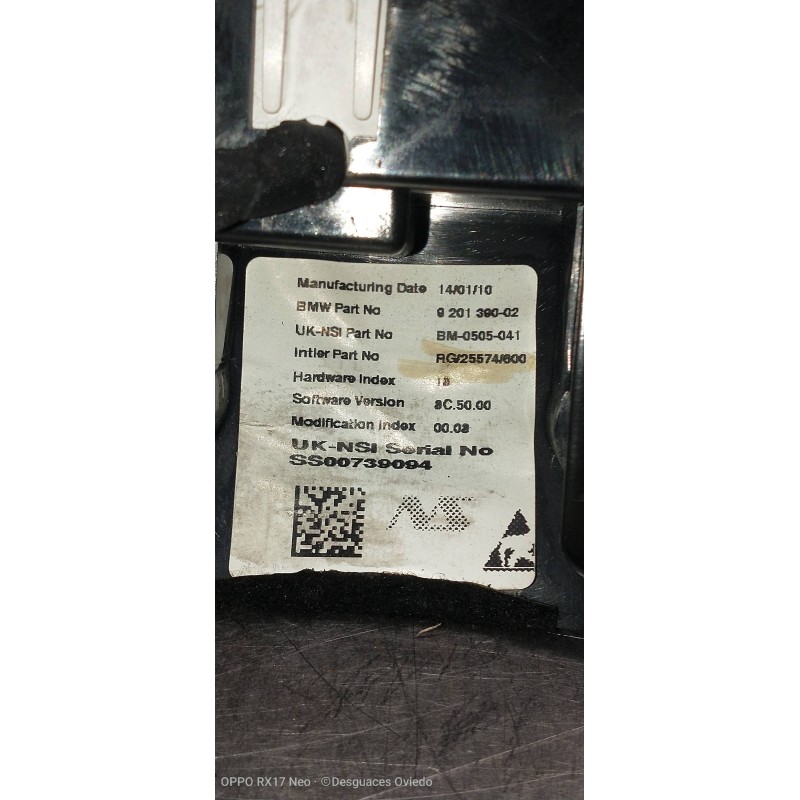 Manufacturing Date 14/01/10
BMW Part No 9 201 390-02
UK-NSI Part No BM-0505-041
Intier Part No RG/25574/600
Hardware Index
Software Version 8C.50.00
Modification Index 00.08
UK-NSI Serial No
SS00739094
NS
OPPO RX17 Neo · ©Desguaces Oviedo